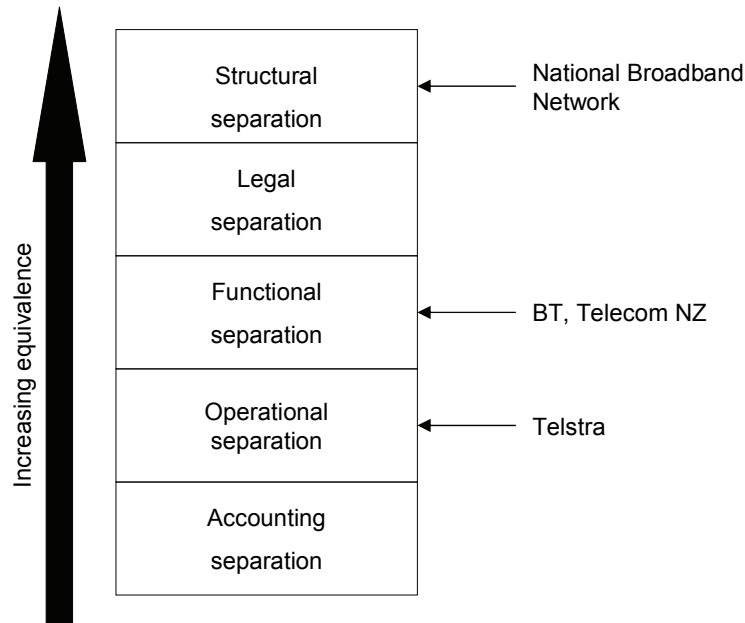 Structural
separation
National Broadband
Network
Legal
separation
Functional
separation
BT, Telecom NZ
Operational
separation
Telstra
Accounting
separation
Increasing equivalence